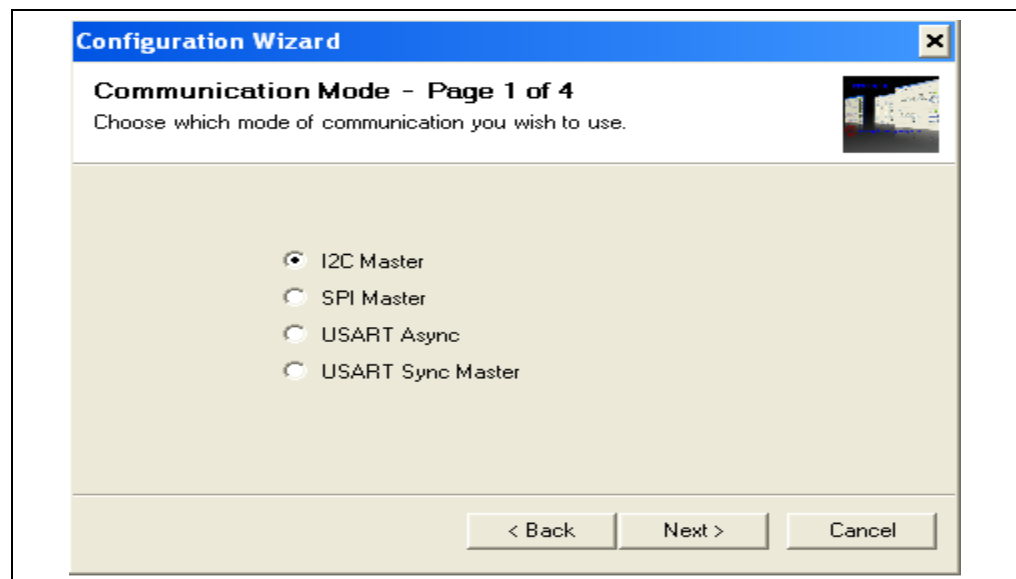 Configuration Wizard
Communication Mode - Page 1 of 4
Choose which mode of communication you wish to use.
I2C Master
SPI Master
USART Async
USART Sync Master
< Back
Next >
Cancel